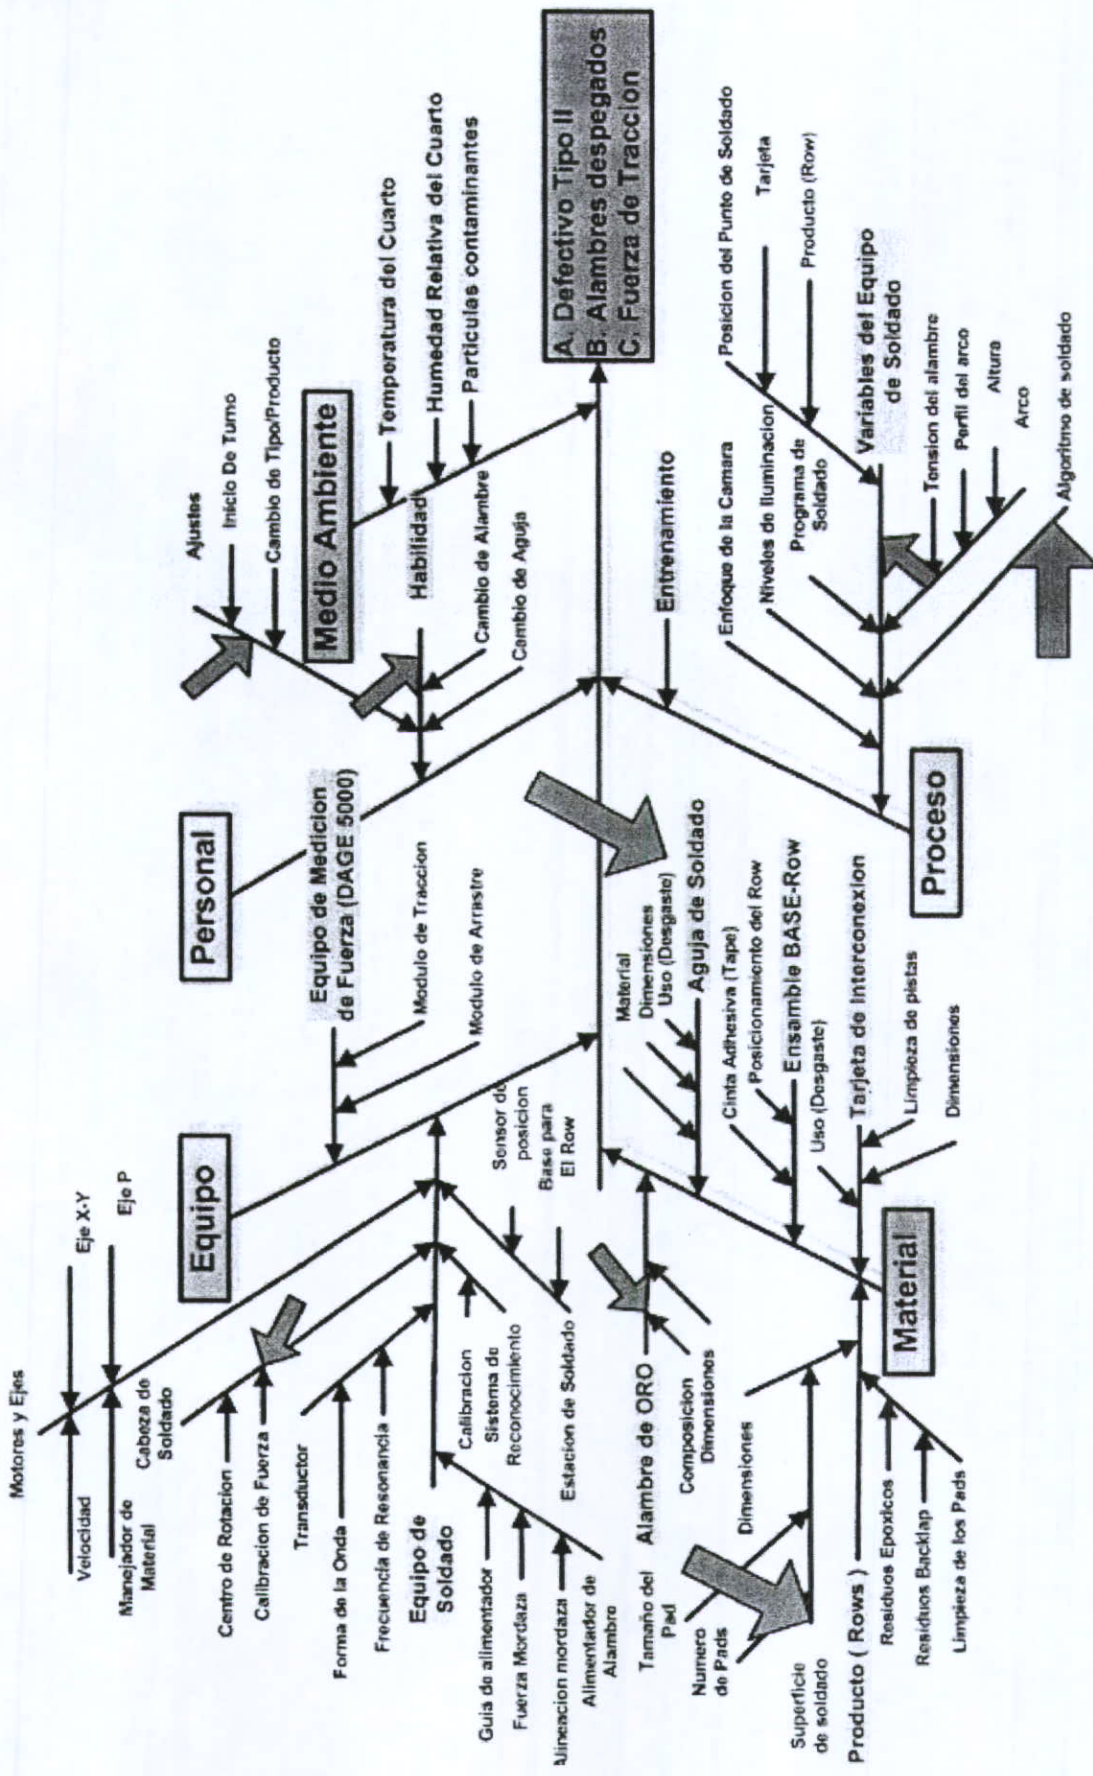 Motores y Ejes
Eje X-Y
Eje P
Velocidad
Manejador de
Material
Cabeza de
Soldado
Centro de Rotacion
Calibracion de Fuerza
Transductor
Forma de la Onda
Frecuencia de Resonancia
Equipo de
Soldado
Guia de alimentador
Fuerza Mordaza
Alineacion mordaza
Alimentador de
Alambre
Calibracion
Sistema de
Reconocimiento
Estacion de Soldado
Sensor de
posicion
Base para
El Row
Equipo
Equipo de Medicion
de Fuerza (DAGE 5000)
Modulo de Traccion
Modulo de Arrastre
Personal
Ajustes
Inicio De Turno
Cambio de Tipo/Producto
Habilidad
Cambio de Alambre
Cambio de Aguja
Medio Ambiente
Temperatura del Cuarto
Humedad Relativa del Cuarto
Particulas contaminantes
A. Defectivo Tipo II
B. Alambres despegados
C. Fuerza de Traccion
Tamaño del
Pad
Alambre de ORO
Composicion
Dimensiones
Numero
de Pads
Dimensiones
Superficie
de soldado
Producto ( Rows )
Residuos Epoxicos
Residuos Backlap
Limpieza de los Pads
Material
Material
Dimensiones
Uso (Desgaste)
Aguja de Soldado
Cinta Adhesiva (Tape)
Posicionamiento del Row
Ensamble BASE-Row
Uso (Desgaste)
Tarjeta de Interconexion
Limpieza de pistas
Dimensiones
Proceso
Entrenamiento
Enfoque de la Camara
Niveles de Iluminacion
Programa de
Soldado
Posicion del Punto de Soldado
Tarjeta
Producto (Row)
Variables del Equipo
de Soldado
Tension del alambre
Perfil del arco
Altura
Arco
Algoritmo de soldado